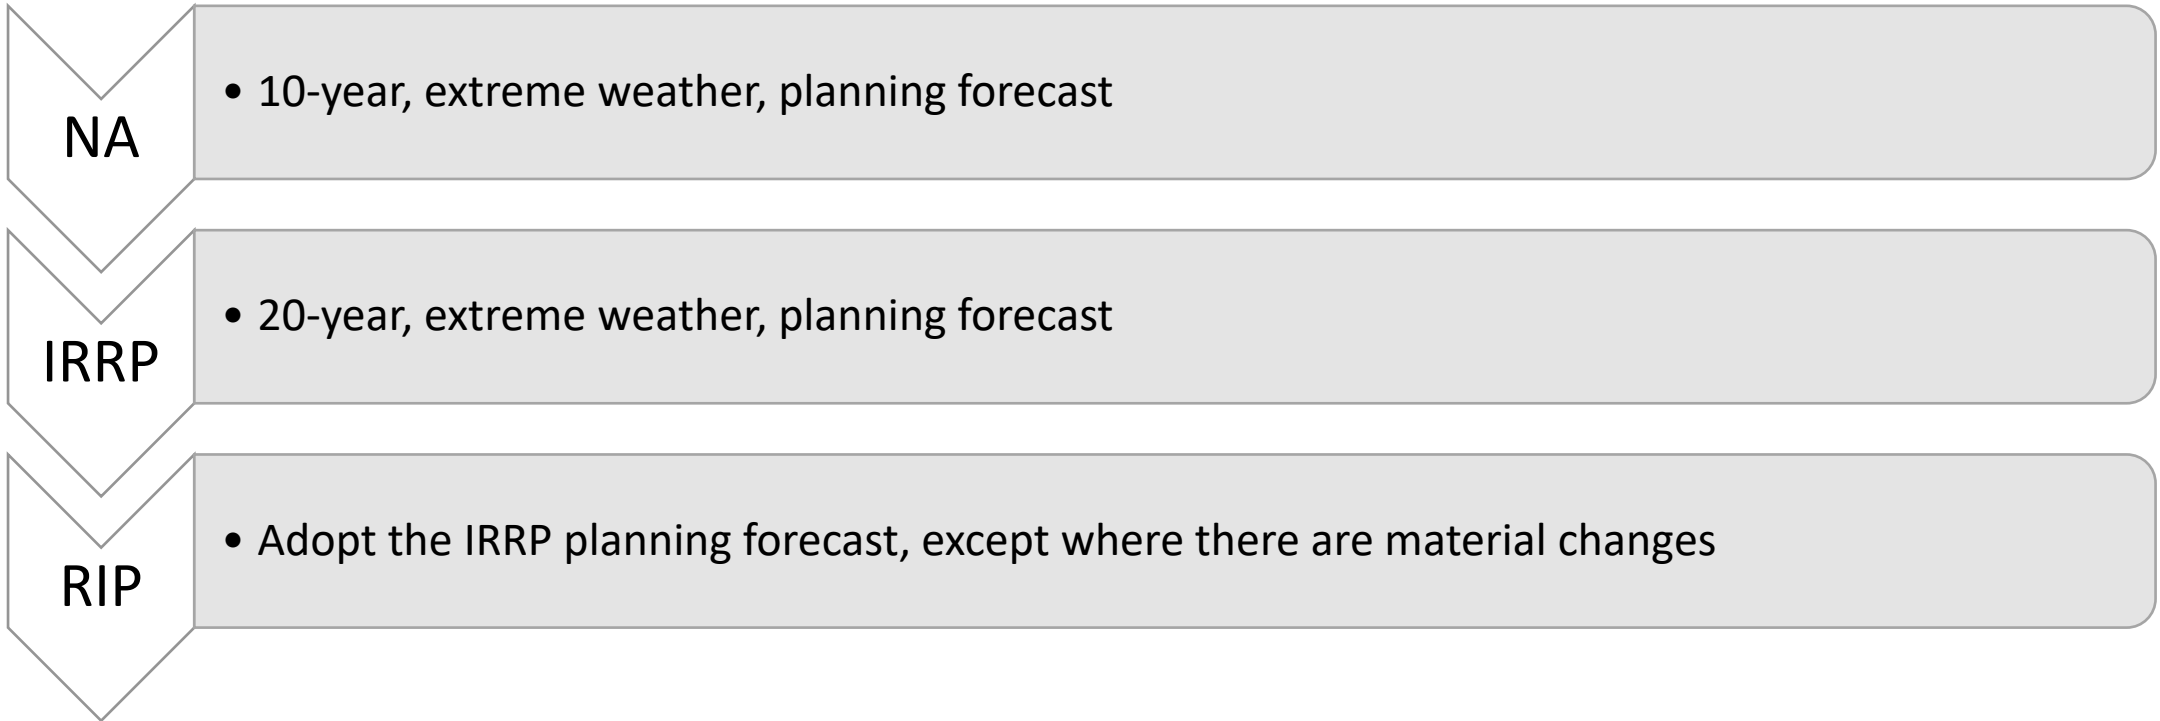 NA
• 10-year, extreme weather, planning forecast
IRRP
• 20-year, extreme weather, planning forecast
RIP
• Adopt the IRRP planning forecast, except where there are material changes